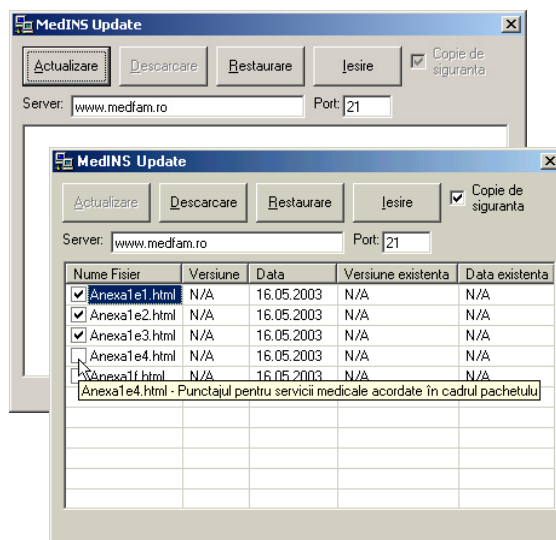 MedINS Update
Actualizare Descarcare Restaurare Iesire Copie de siguranta
Server: www.medfam.ro Port: 21
MedINS Update
Actualizare Descarcare Restaurare Iesire Copie de siguranta
Server: www.medfam.ro Port: 21
Nume Fisier Versiune Data Versiune existenta Data existenta
Anexa1e1.html N/A 16.05.2003 N/A N/A
Anexa1e2.html N/A 16.05.2003 N/A N/A
Anexa1e3.html N/A 16.05.2003 N/A N/A
Anexa1e4.html N/A 16.05.2003 N/A N/A
Anexa1f.html N/A 16.05.2003 N/A N/A
Anexa1e4.html - Punctajul pentru servicii medicale acordate în cadrul pachetulu